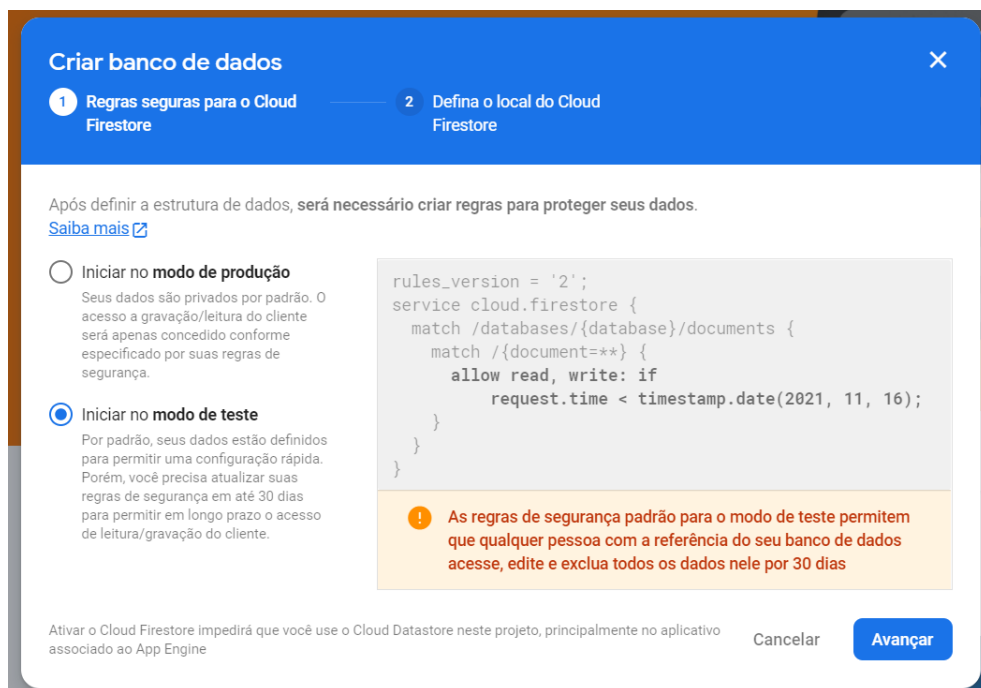 Criar banco de dados
1 Regras seguras para o Cloud
Firestore
2 Defina o local do Cloud
Firestore
Após definir a estrutura de dados, será necessário criar regras para proteger seus dados.
Saiba mais
Iniciar no modo de produção
Seus dados são privados por padrão. O
acesso a gravação/leitura do cliente
será apenas concedido conforme
especificado por suas regras de
segurança.
Iniciar no modo de teste
Por padrão, seus dados estão definidos
para permitir uma configuração rápida.
Porém, você precisa atualizar suas
regras de segurança em até 30 dias
para permitir em longo prazo o acesso
de leitura/gravação do cliente.
rules_version = '2';
service cloud.firestore {
  match /databases/{database}/documents {
    match /{document=**} {
      allow read, write: if
          request.time < timestamp.date(2021, 11, 16);
    }
  }
}
As regras de segurança padrão para o modo de teste permitem
que qualquer pessoa com a referência do seu banco de dados
acesse, edite e exclua todos os dados nele por 30 dias
Ativar o Cloud Firestore impedirá que você use o Cloud Datastore neste projeto, principalmente no aplicativo
associado ao App Engine
Cancelar
Avançar